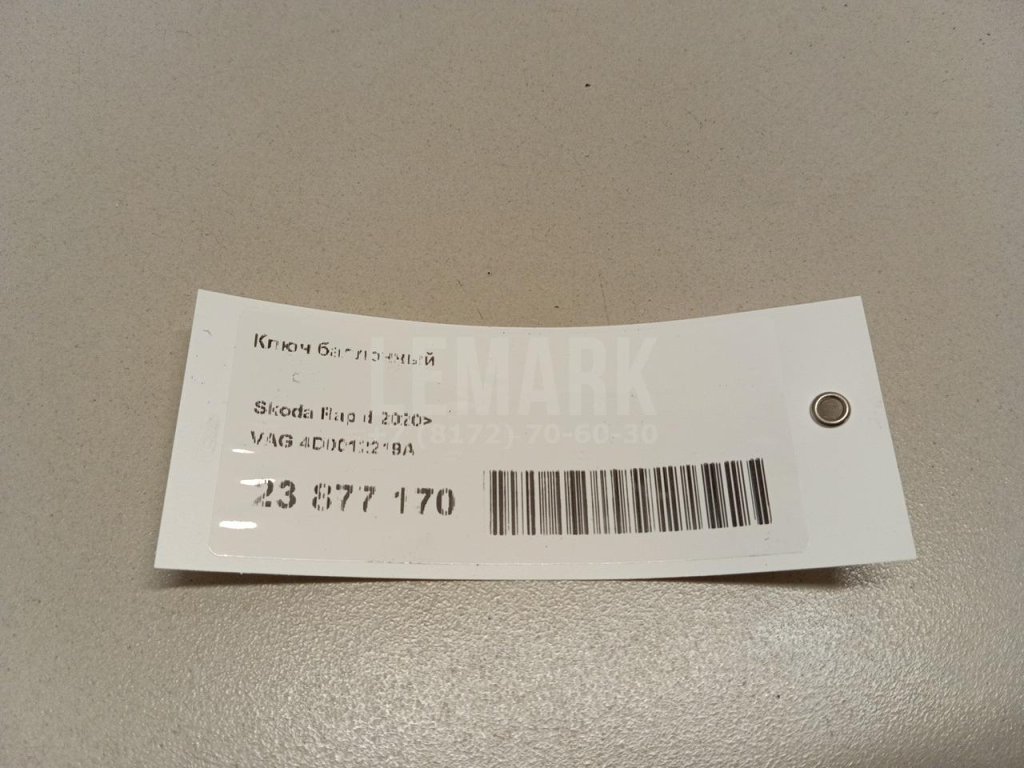 Ключ баллонный
Skoda Rapid 2020>
VAG 4D0012219A
23 877 170
LEMARK
(8172) 70-60-30